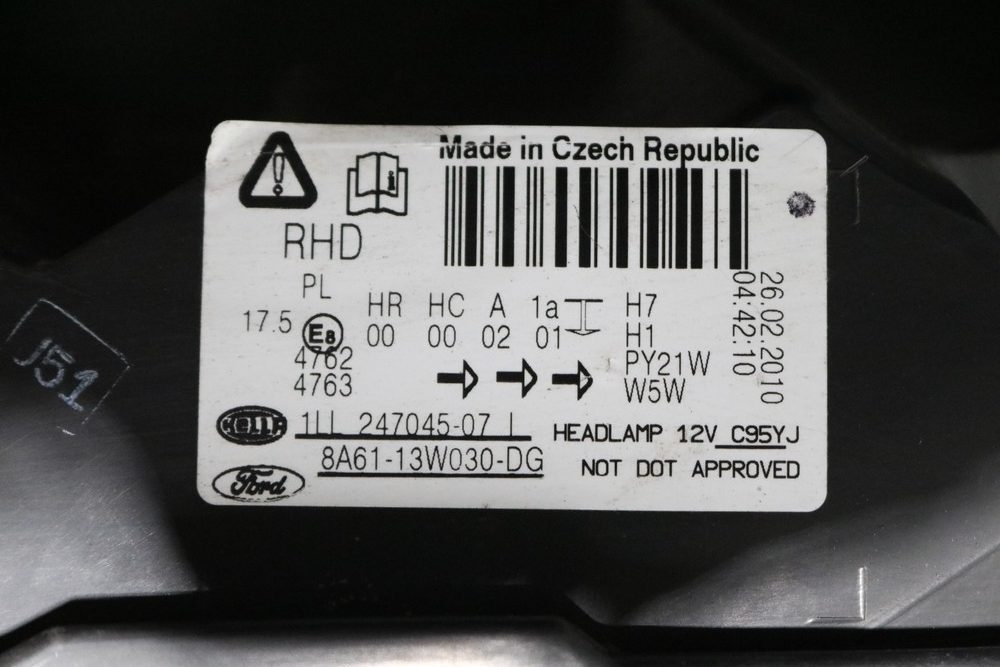 Made in Czech Republic
RHD
PL
17.5
E8
4762
4763
HR HC A 1a
00 00 02 01
H7
H1
PY21W
W5W
26.02.2010
04:42:10
HELLA
1LL 247045-07 L
HEADLAMP 12V C95YJ
Ford
8A61-13W030-DG
NOT DOT APPROVED
J51